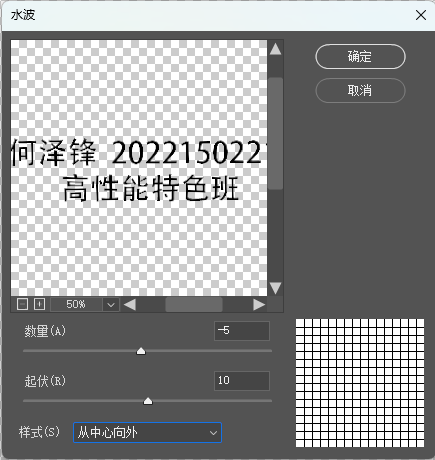 水波
确定
取消
何泽锋 2022150221
高性能特色班
50%
数量(A)
-5
起伏(R)
10
样式(S)
从中心向外